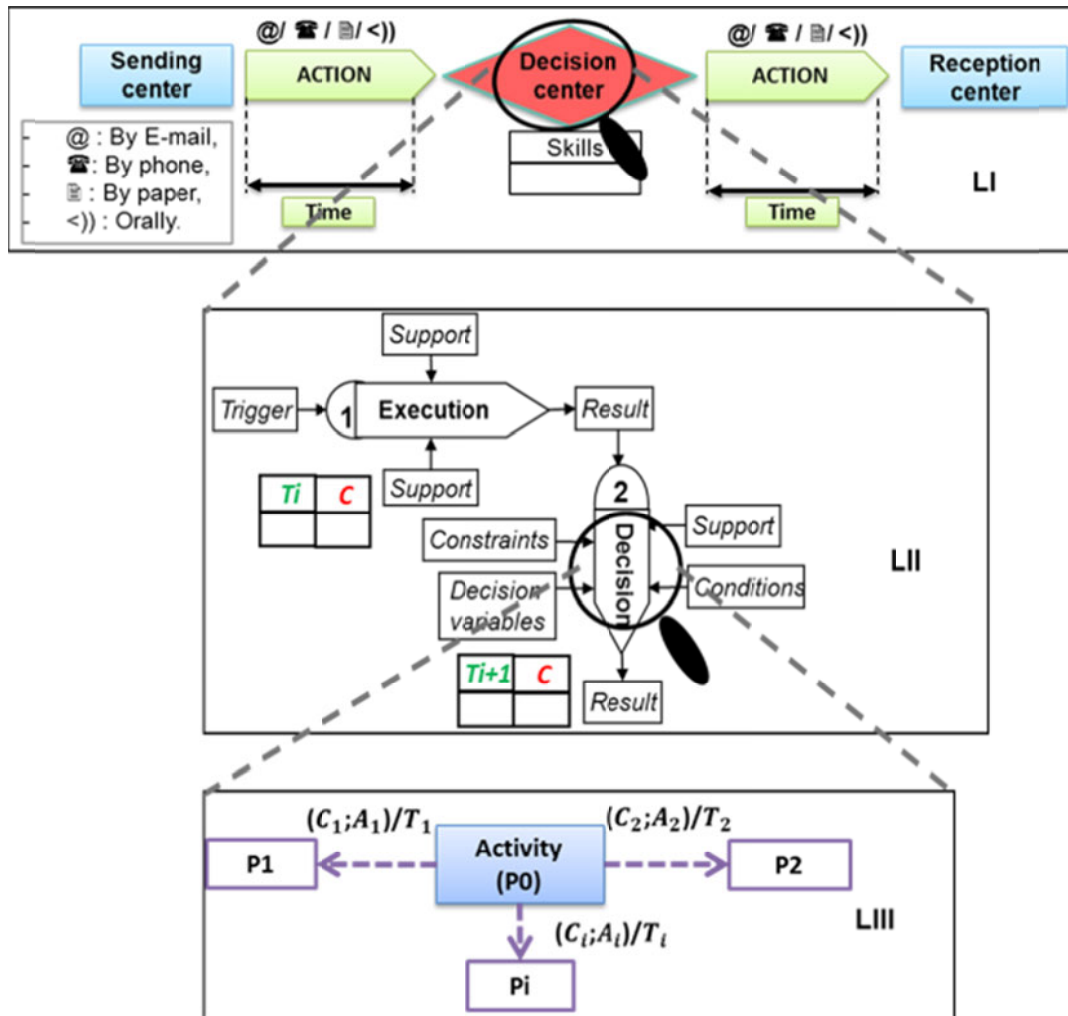 @/ ☎ / 🗎/ <))
@/ ☎ / 🗎/ <))
Sending
center
ACTION
Decision
center
ACTION
Reception
center
- @ : By E-mail,
- ☎: By phone,
- 🗎 : By paper,
- <)) : Orally.
Skills
Time
Time
LI
Support
Trigger
1
Execution
Result
Support
Ti C
2
Decision
Support
Constraints
Conditions
Decision
variables
LII
Ti+1 C
Result
(C₁;A₁)/T₁
(C₂;A₂)/T₂
P1
Activity
(P0)
P2
LIII
(Cᵢ;Aᵢ)/Tᵢ
Pi